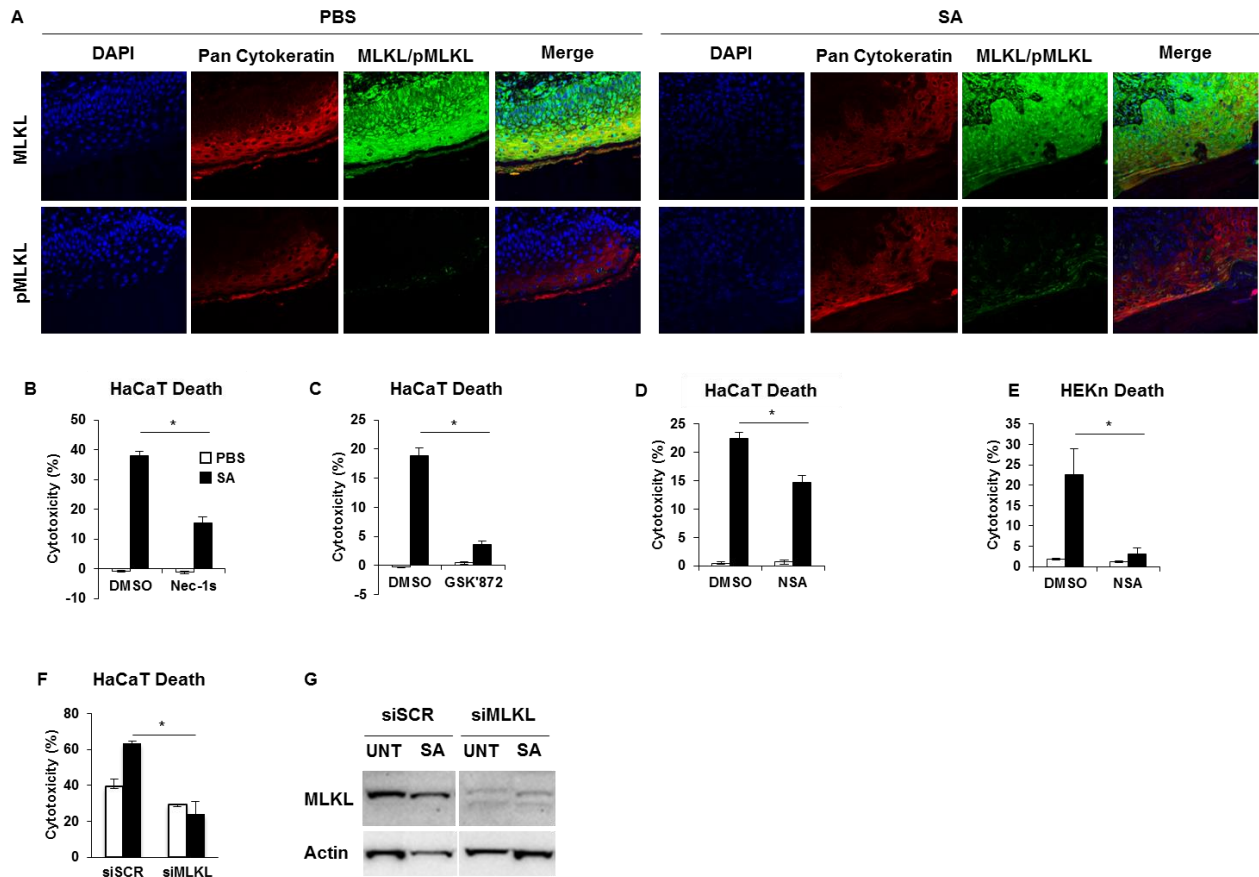 A
PBS
SA
DAPI Pan Cytokeratin MLKL/pMLKL Merge DAPI Pan Cytokeratin MLKL/pMLKL Merge
MLKL
pMLKL
B HaCaT Death
Cytotoxicity (%)
50
40
30
20
10
0
-10
PBS
SA
DMSO Nec-1s
*
C HaCaT Death
Cytotoxicity (%)
25
20
15
10
5
0
-5
DMSO GSK'872
*
D HaCaT Death
Cytotoxicity (%)
25
20
15
10
5
0
DMSO NSA
*
E HEKn Death
Cytotoxicity (%)
35
30
25
20
15
10
5
0
DMSO NSA
*
F HaCaT Death
Cytotoxicity (%)
80
60
40
20
0
siSCR siMLKL
*
G
siSCR siMLKL
UNT SA UNT SA
MLKL
Actin